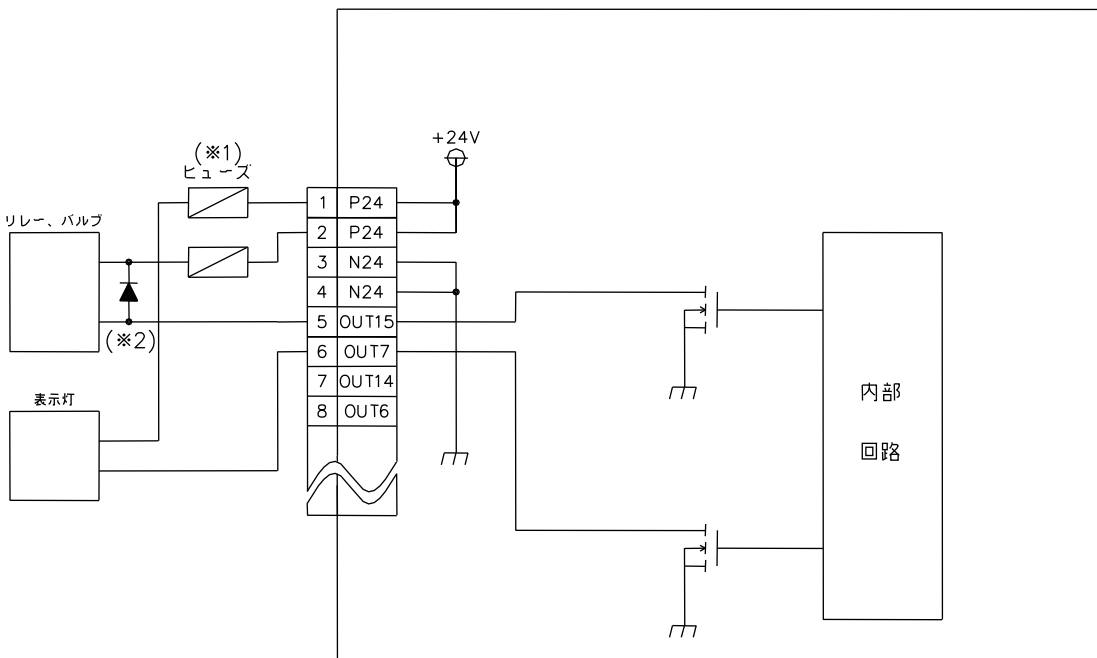 +24V
(※1)
ヒューズ
リレー、バルブ
1 P24
2 P24
3 N24
4 N24
5 OUT15
6 OUT7
7 OUT14
8 OUT6
(※2)
表示灯
内部
回路